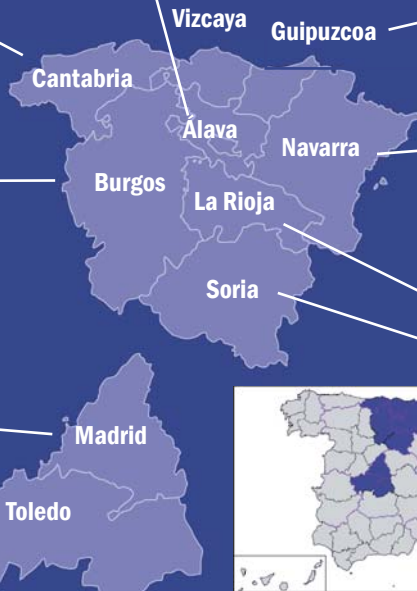 Vizcaya
Guipuzcoa
Cantabria
Álava
Navarra
Burgos
La Rioja
Soria
Madrid
Toledo